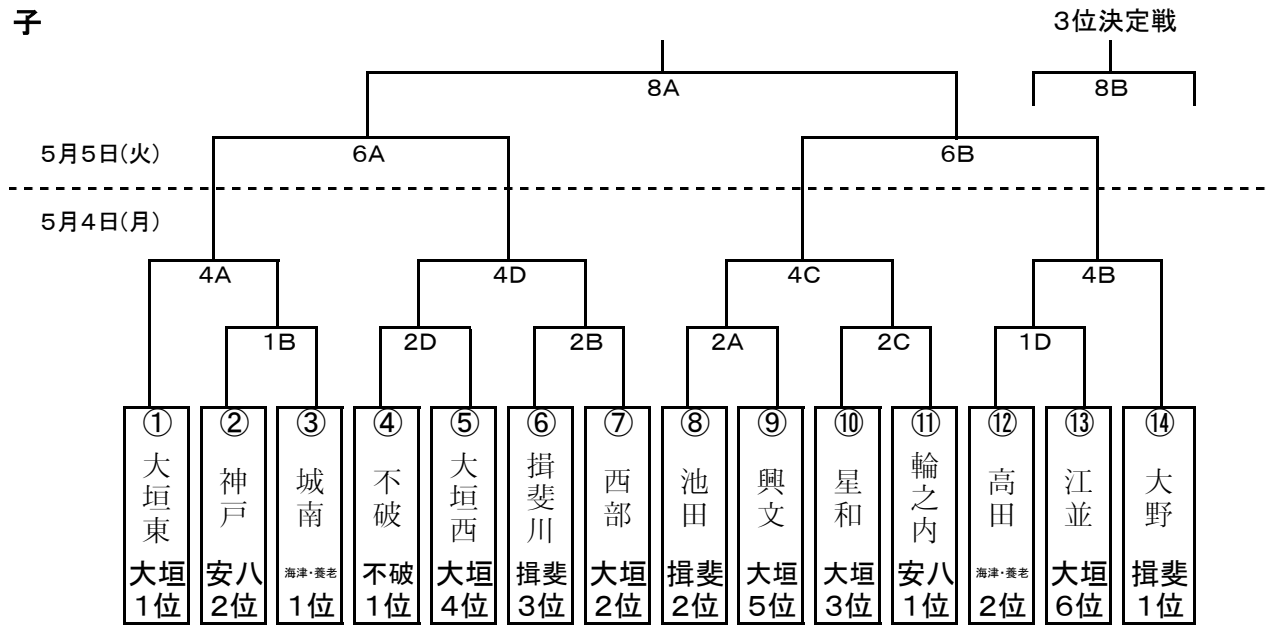 子
3位決定戦
8A
8B
5月5日(火)
6A
6B
5月4日(月)
4A
4D
4C
4B
1B
2D
2B
2A
2C
1D
① 大垣東 大垣 1位
② 神戸 安八 2位
③ 城南 海津・養老 1位
④ 不破 不破 1位
⑤ 大垣西 大垣 4位
⑥ 揖斐川 揖斐 3位
⑦ 西部 大垣 2位
⑧ 池田 揖斐 2位
⑨ 興文 大垣 5位
⑩ 星和 大垣 3位
⑪ 輪之内 安八 1位
⑫ 高田 海津・養老 2位
⑬ 江並 大垣 6位
⑭ 大野 揖斐 1位